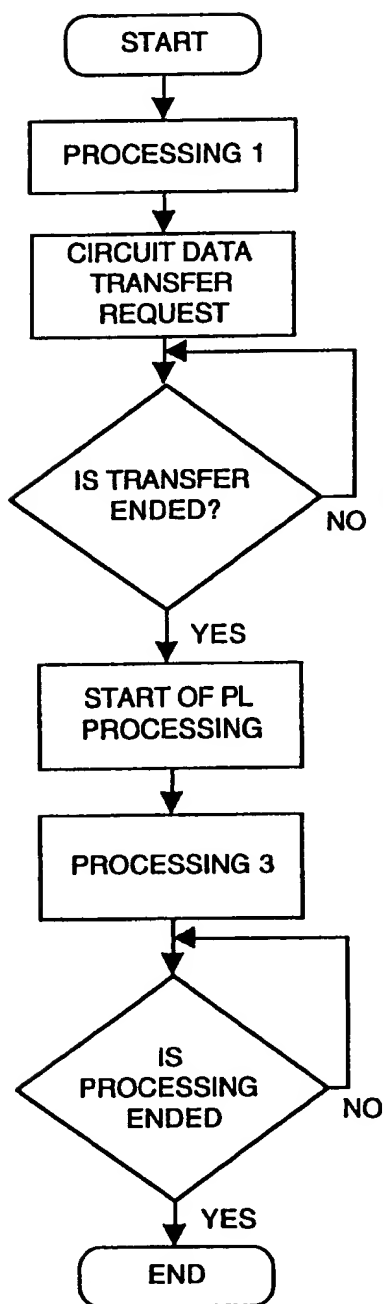 START
PROCESSING 1
CIRCUIT DATA
TRANSFER
REQUEST
IS TRANSFER
ENDED?
NO
YES
START OF PL
PROCESSING
PROCESSING 3
IS
PROCESSING
ENDED
NO
YES
END